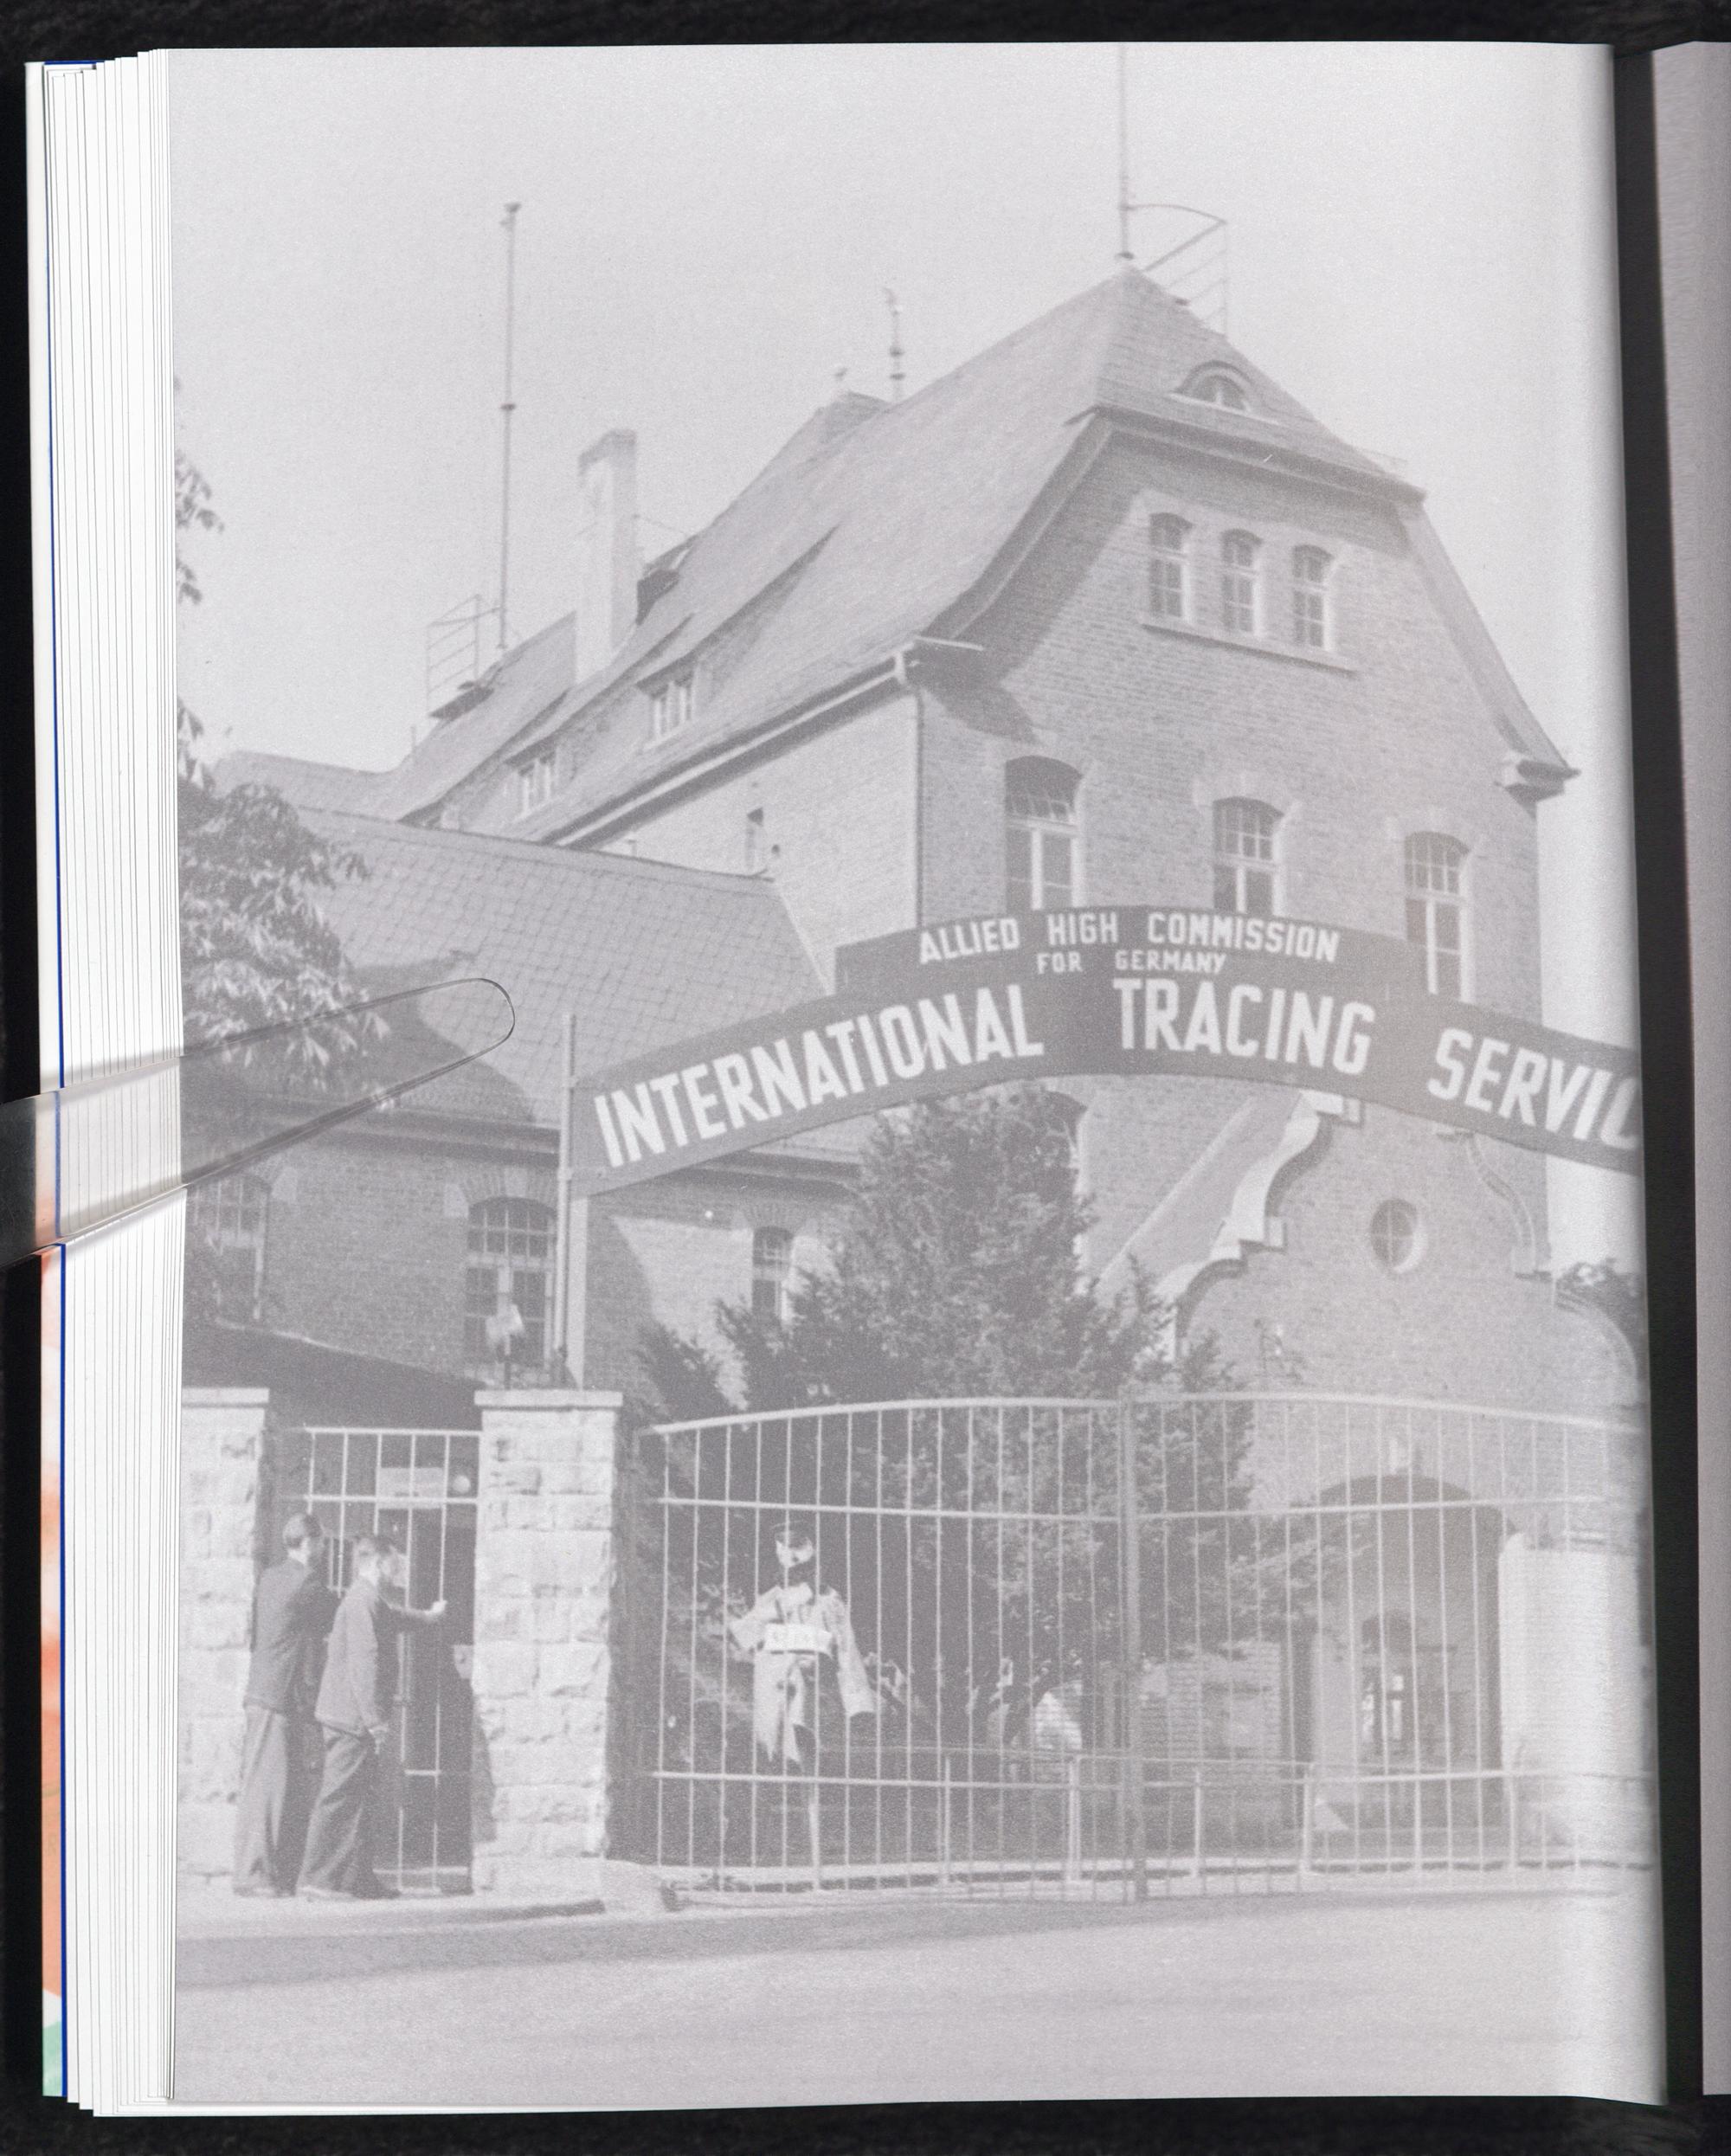 ALLIED HIGH COMMISSION
FOR GERMANY
INTERNATIONAL TRACING SERVIC